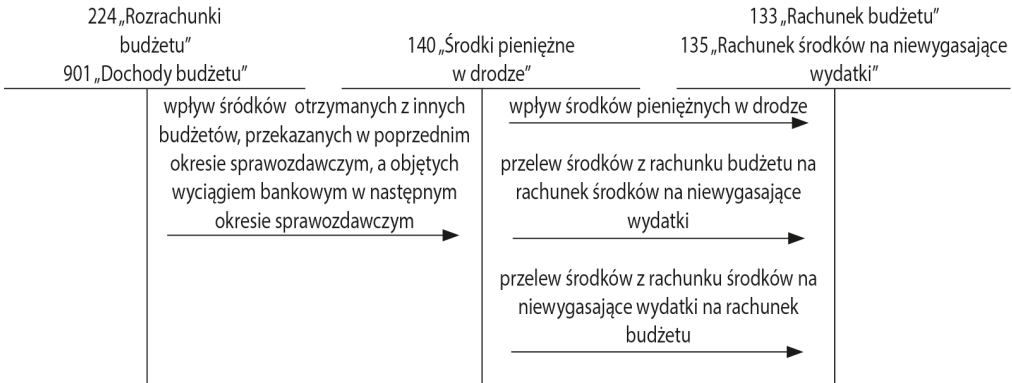 224 „Rozrachunki
budżetu”
901 „Dochody budżetu”
140 „Środki pieniężne
w drodze”
133 „Rachunek budżetu”
135 „Rachunek środków na niewygasające
wydatki”
wpływ śródków otrzymanych z innych
budżetów, przekazanych w poprzednim
okresie sprawozdawczym, a objętych
wyciągiem bankowym w następnym
okresie sprawozdawczym
wpływ środków pieniężnych w drodze
przelew środków z rachunku budżetu na
rachunek środków na niewygasające
wydatki
przelew środków z rachunku środków na
niewygasające wydatki na rachunek
budżetu